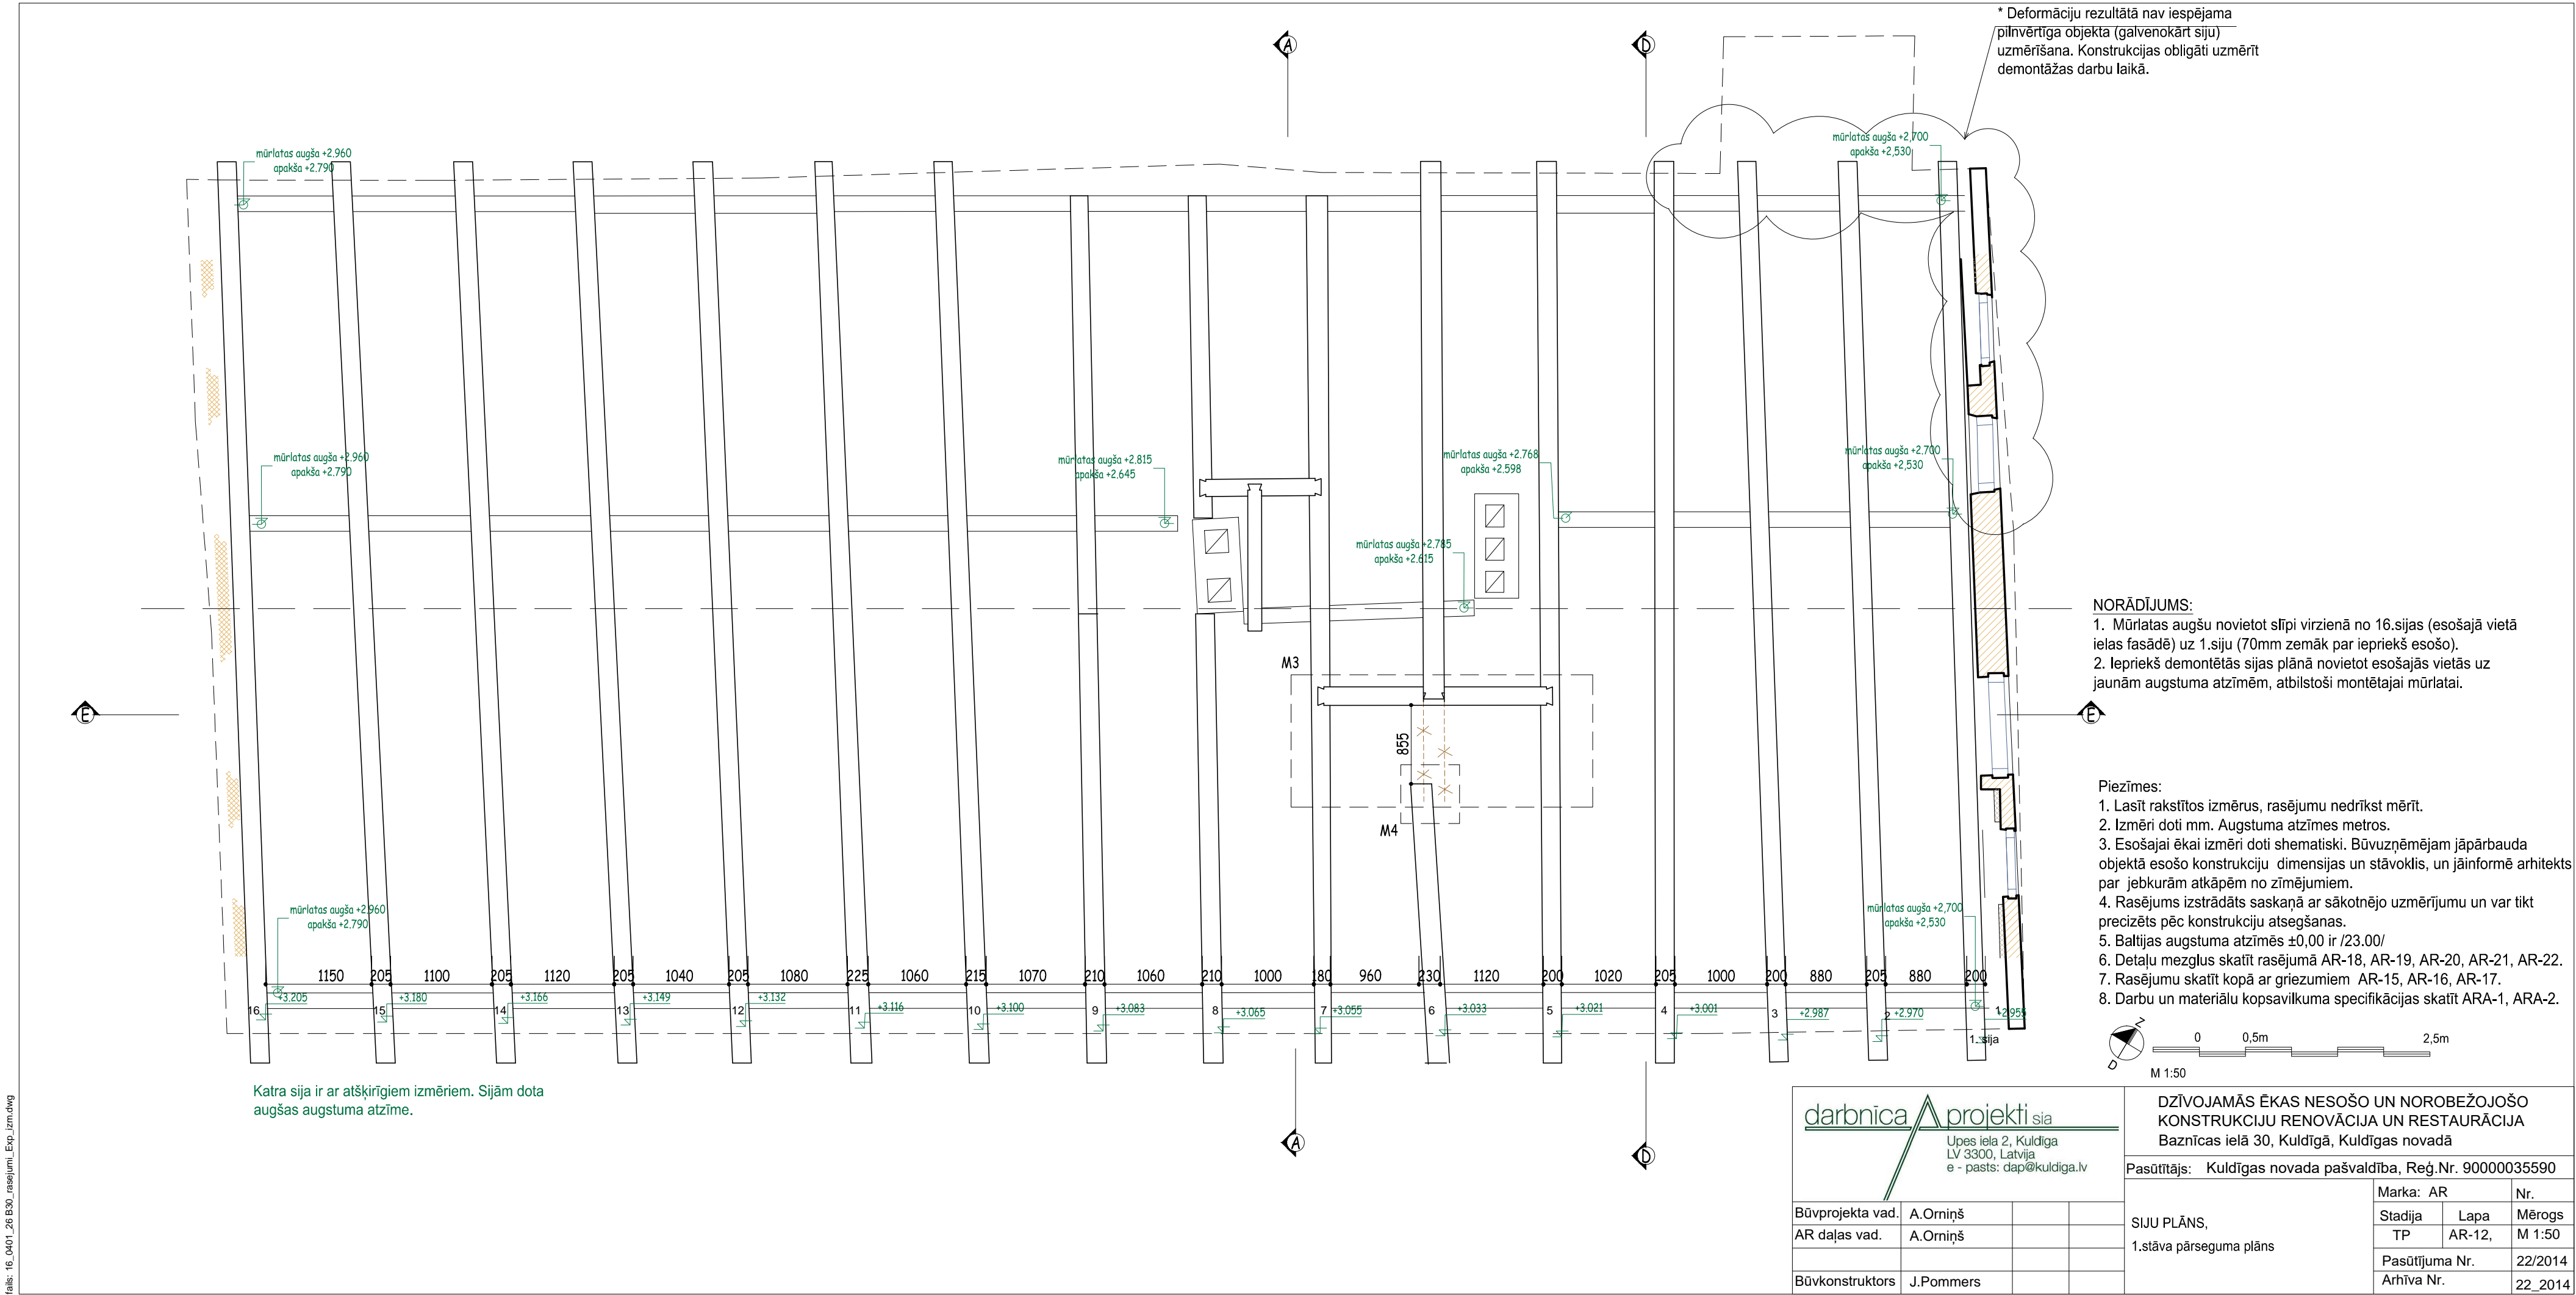 * Deformāciju rezultātā nav iespējama
pilnvērtīga objekta (galvenokārt siju)
uzmērīšana. Konstrukcijas obligāti uzmērīt
demontāžas darbu laikā.
A
D
mūrlatas augša +2.960
apakša +2.790
mūrlatas augša +2,700
apakša +2,530
mūrlatas augša +2.960
apakša +2.790
mūrlatas augša +2.815
apakša +2.645
mūrlatas augša +2.768
apakša +2.598
mūrlatas augša +2.700
apakša +2,530
mūrlatas augša +2.785
apakša +2.615
NORĀDĪJUMS:
1. Mūrlatas augšu novietot slīpi virzienā no 16.sijas (esošajā vietā
ielas fasādē) uz 1.siju (70mm zemāk par iepriekš esošo).
2. Iepriekš demontētās sijas plānā novietot esošajās vietās uz
jaunām augstuma atzīmēm, atbilstoši montētajai mūrlatai.
M3
E
E
855
M4
Piezīmes:
1. Lasīt rakstītos izmērus, rasējumu nedrīkst mērīt.
2. Izmēri doti mm. Augstuma atzīmes metros.
3. Esošajai ēkai izmēri doti shematiski. Būvuzņēmējam jāpārbauda
objektā esošo konstrukciju dimensijas un stāvoklis, un jāinformē arhitekts
par jebkurām atkāpēm no zīmējumiem.
4. Rasējums izstrādāts saskaņā ar sākotnējo uzmērījumu un var tikt
precizēts pēc konstrukciju atsegšanas.
5. Baltijas augstuma atzīmēs ±0,00 ir /23.00/
6. Detaļu mezglus skatīt rasējumā AR-18, AR-19, AR-20, AR-21, AR-22.
7. Rasējumu skatīt kopā ar griezumiem AR-15, AR-16, AR-17.
8. Darbu un materiālu kopsavilkuma specifikācijas skatīt ARA-1, ARA-2.
mūrlatas augša +2.960
apakša +2.790
mūrlatas augša +2,700
apakša +2,530
1150 205 1100 205 1120 205 1040 205 1080 225 1060 215 1070 210 1060 210 1000 180 960 230 1120 200 1020 205 1000 200 880 205 880 200
+3.205 +3.180 +3.166 +3.149 +3.132 +3.116 +3.100 +3.083 +3.065 +3.055 +3.033 +3.021 +3.001 +2.987 +2.970 +2.955
16 15 14 13 12 11 10 9 8 7 6 5 4 3 2 1
1. sija
Z
D
0 0,5m 2,5m
M 1:50
Katra sija ir ar atšķirīgiem izmēriem. Sijām dota
augšas augstuma atzīme.
A
D
darbnīca A projekti sia
Upes iela 2, Kuldīga
LV 3300, Latvija
e - pasts: dap@kuldiga.lv
DZĪVOJAMĀS ĒKAS NESOŠO UN NOROBEŽOJOŠO
KONSTRUKCIJU RENOVĀCIJA UN RESTAURĀCIJA
Baznīcas ielā 30, Kuldīgā, Kuldīgas novadā
Pasūtītājs: Kuldīgas novada pašvaldība, Reģ.Nr. 90000035590
Būvprojekta vad. A.Orniņš
AR daļas vad. A.Orniņš
Būvkonstruktors J.Pommers
SIJU PLĀNS,
1.stāva pārseguma plāns
Marka: AR Nr.
Stadija Lapa Mērogs
TP AR-12, M 1:50
Pasūtījuma Nr. 22/2014
Arhīva Nr. 22_2014
fails: 16_0401_26 B30_rasejumi_Exp_izm.dwg